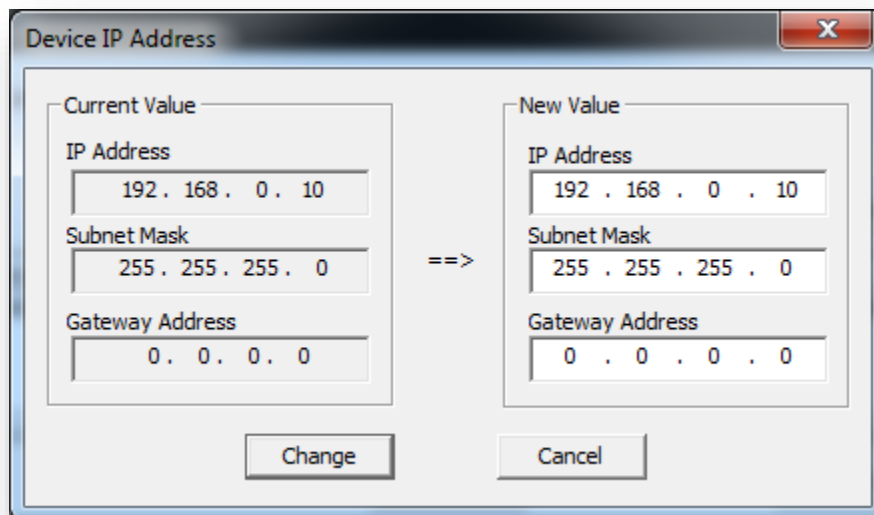 Device IP Address
Current Value
IP Address
192. 168. 0. 10
Subnet Mask
255. 255. 255. 0
Gateway Address
0. 0. 0. 0
==>
New Value
IP Address
192 . 168 . 0 . 10
Subnet Mask
255 . 255 . 255 . 0
Gateway Address
0 . 0 . 0 . 0
Change
Cancel